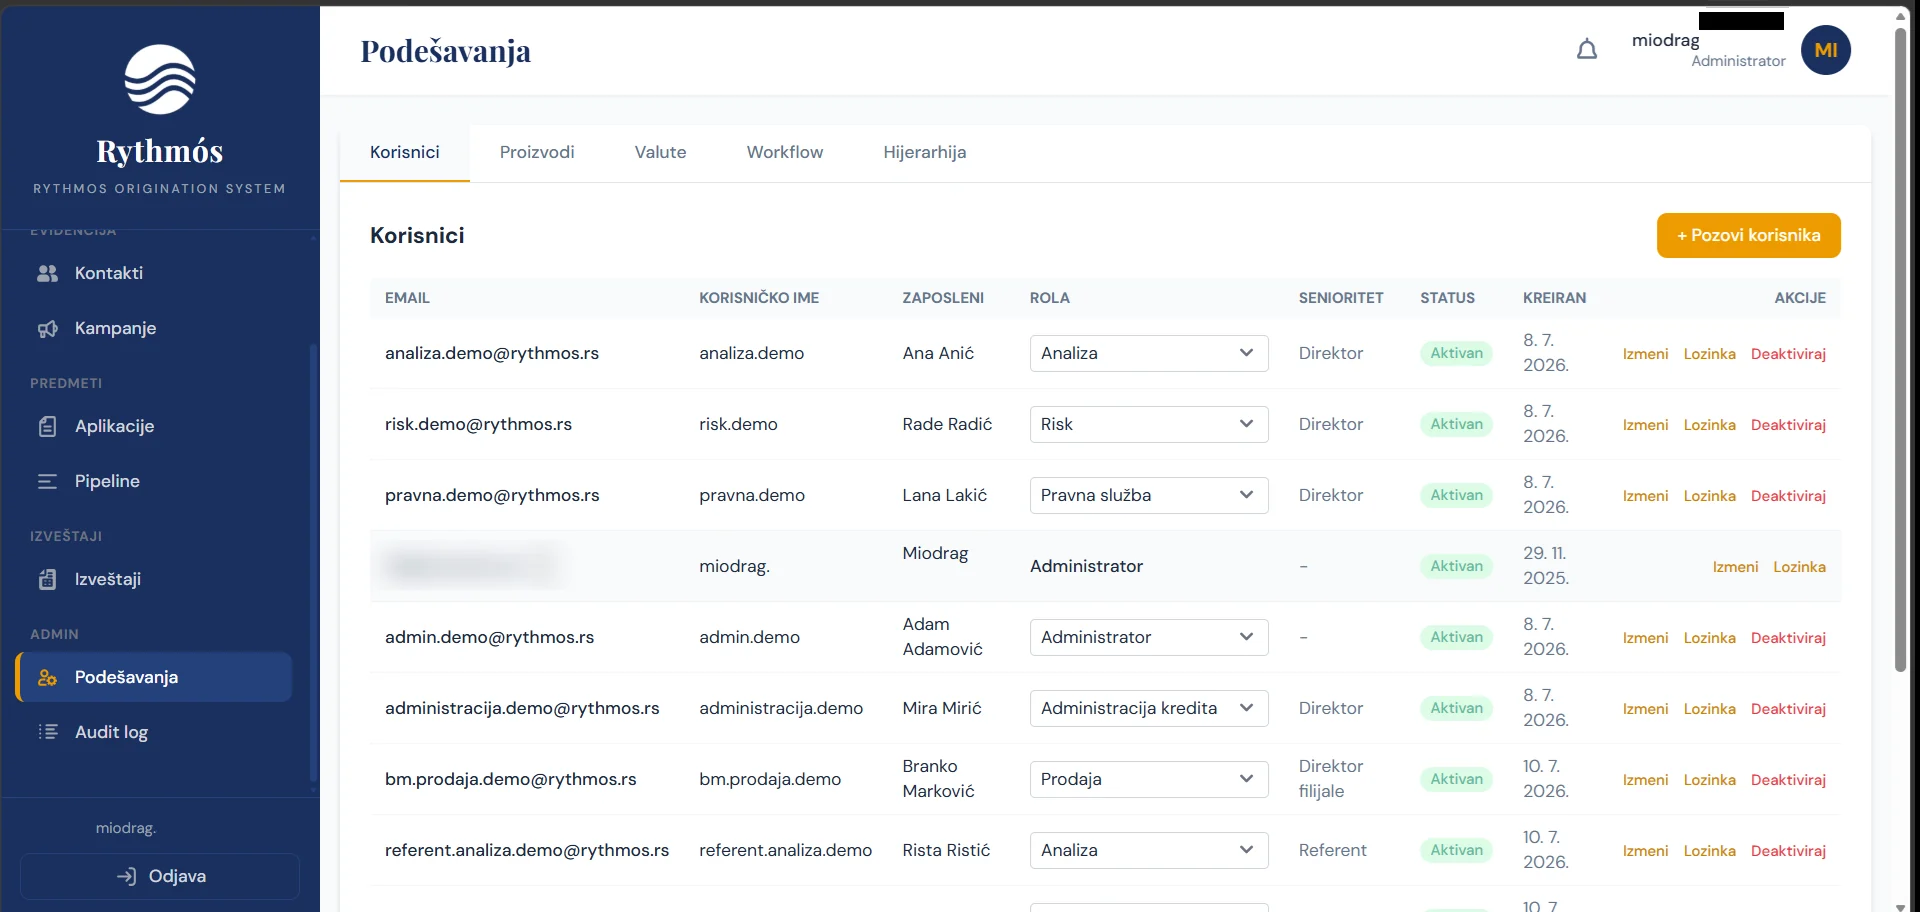 Rythmós
RYTHMOS ORIGINATION SYSTEM
EVIDENCIJA
Kontakti
Kampanje
PREDMETI
Aplikacije
Pipeline
IZVEŠTAJI
Izveštaji
ADMIN
Podešavanja
Audit log
miodrag.
Odjava
Podešavanja
miodrag
Administrator
MI
Korisnici Proizvodi Valute Workflow Hijerarhija
Korisnici
+ Pozovi korisnika
EMAIL KORISNIČKO IME ZAPOSLENI ROLA SENIORITET STATUS KREIRAN AKCIJE
analiza.demo@rythmos.rs analiza.demo Ana Anić Analiza Direktor Aktivan 8. 7. 2026. Izmeni Lozinka Deaktiviraj
risk.demo@rythmos.rs risk.demo Rade Radić Risk Direktor Aktivan 8. 7. 2026. Izmeni Lozinka Deaktiviraj
pravna.demo@rythmos.rs pravna.demo Lana Lakić Pravna služba Direktor Aktivan 8. 7. 2026. Izmeni Lozinka Deaktiviraj
miodrag. Miodrag Administrator – Aktivan 29. 11. 2025. Izmeni Lozinka
admin.demo@rythmos.rs admin.demo Adam Adamović Administrator – Aktivan 8. 7. 2026. Izmeni Lozinka Deaktiviraj
administracija.demo@rythmos.rs administracija.demo Mira Mirić Administracija kredita Direktor Aktivan 8. 7. 2026. Izmeni Lozinka Deaktiviraj
bm.prodaja.demo@rythmos.rs bm.prodaja.demo Branko Marković Prodaja Direktor filijale Aktivan 10. 7. 2026. Izmeni Lozinka Deaktiviraj
referent.analiza.demo@rythmos.rs referent.analiza.demo Rista Ristić Analiza Referent Aktivan 10. 7. 2026. Izmeni Lozinka Deaktiviraj
10. 7.